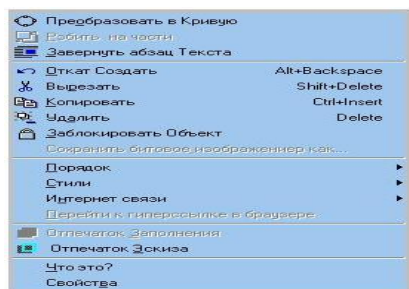 Преобразовать в Кривую
Разбить на части
Завернуть абзац Текста
Откат Создать Alt+Backspace
Вырезать Shift+Delete
Копировать Ctrl+Insert
Удалить Delete
Заблокировать Объект
Сохранить битовое изображениер как...
Порядок
Стили
Интернет связи
Перейти к гиперссылке в браузере
Отпечаток Заполнения
Отпечаток Эскиза
Что это?
Свойства